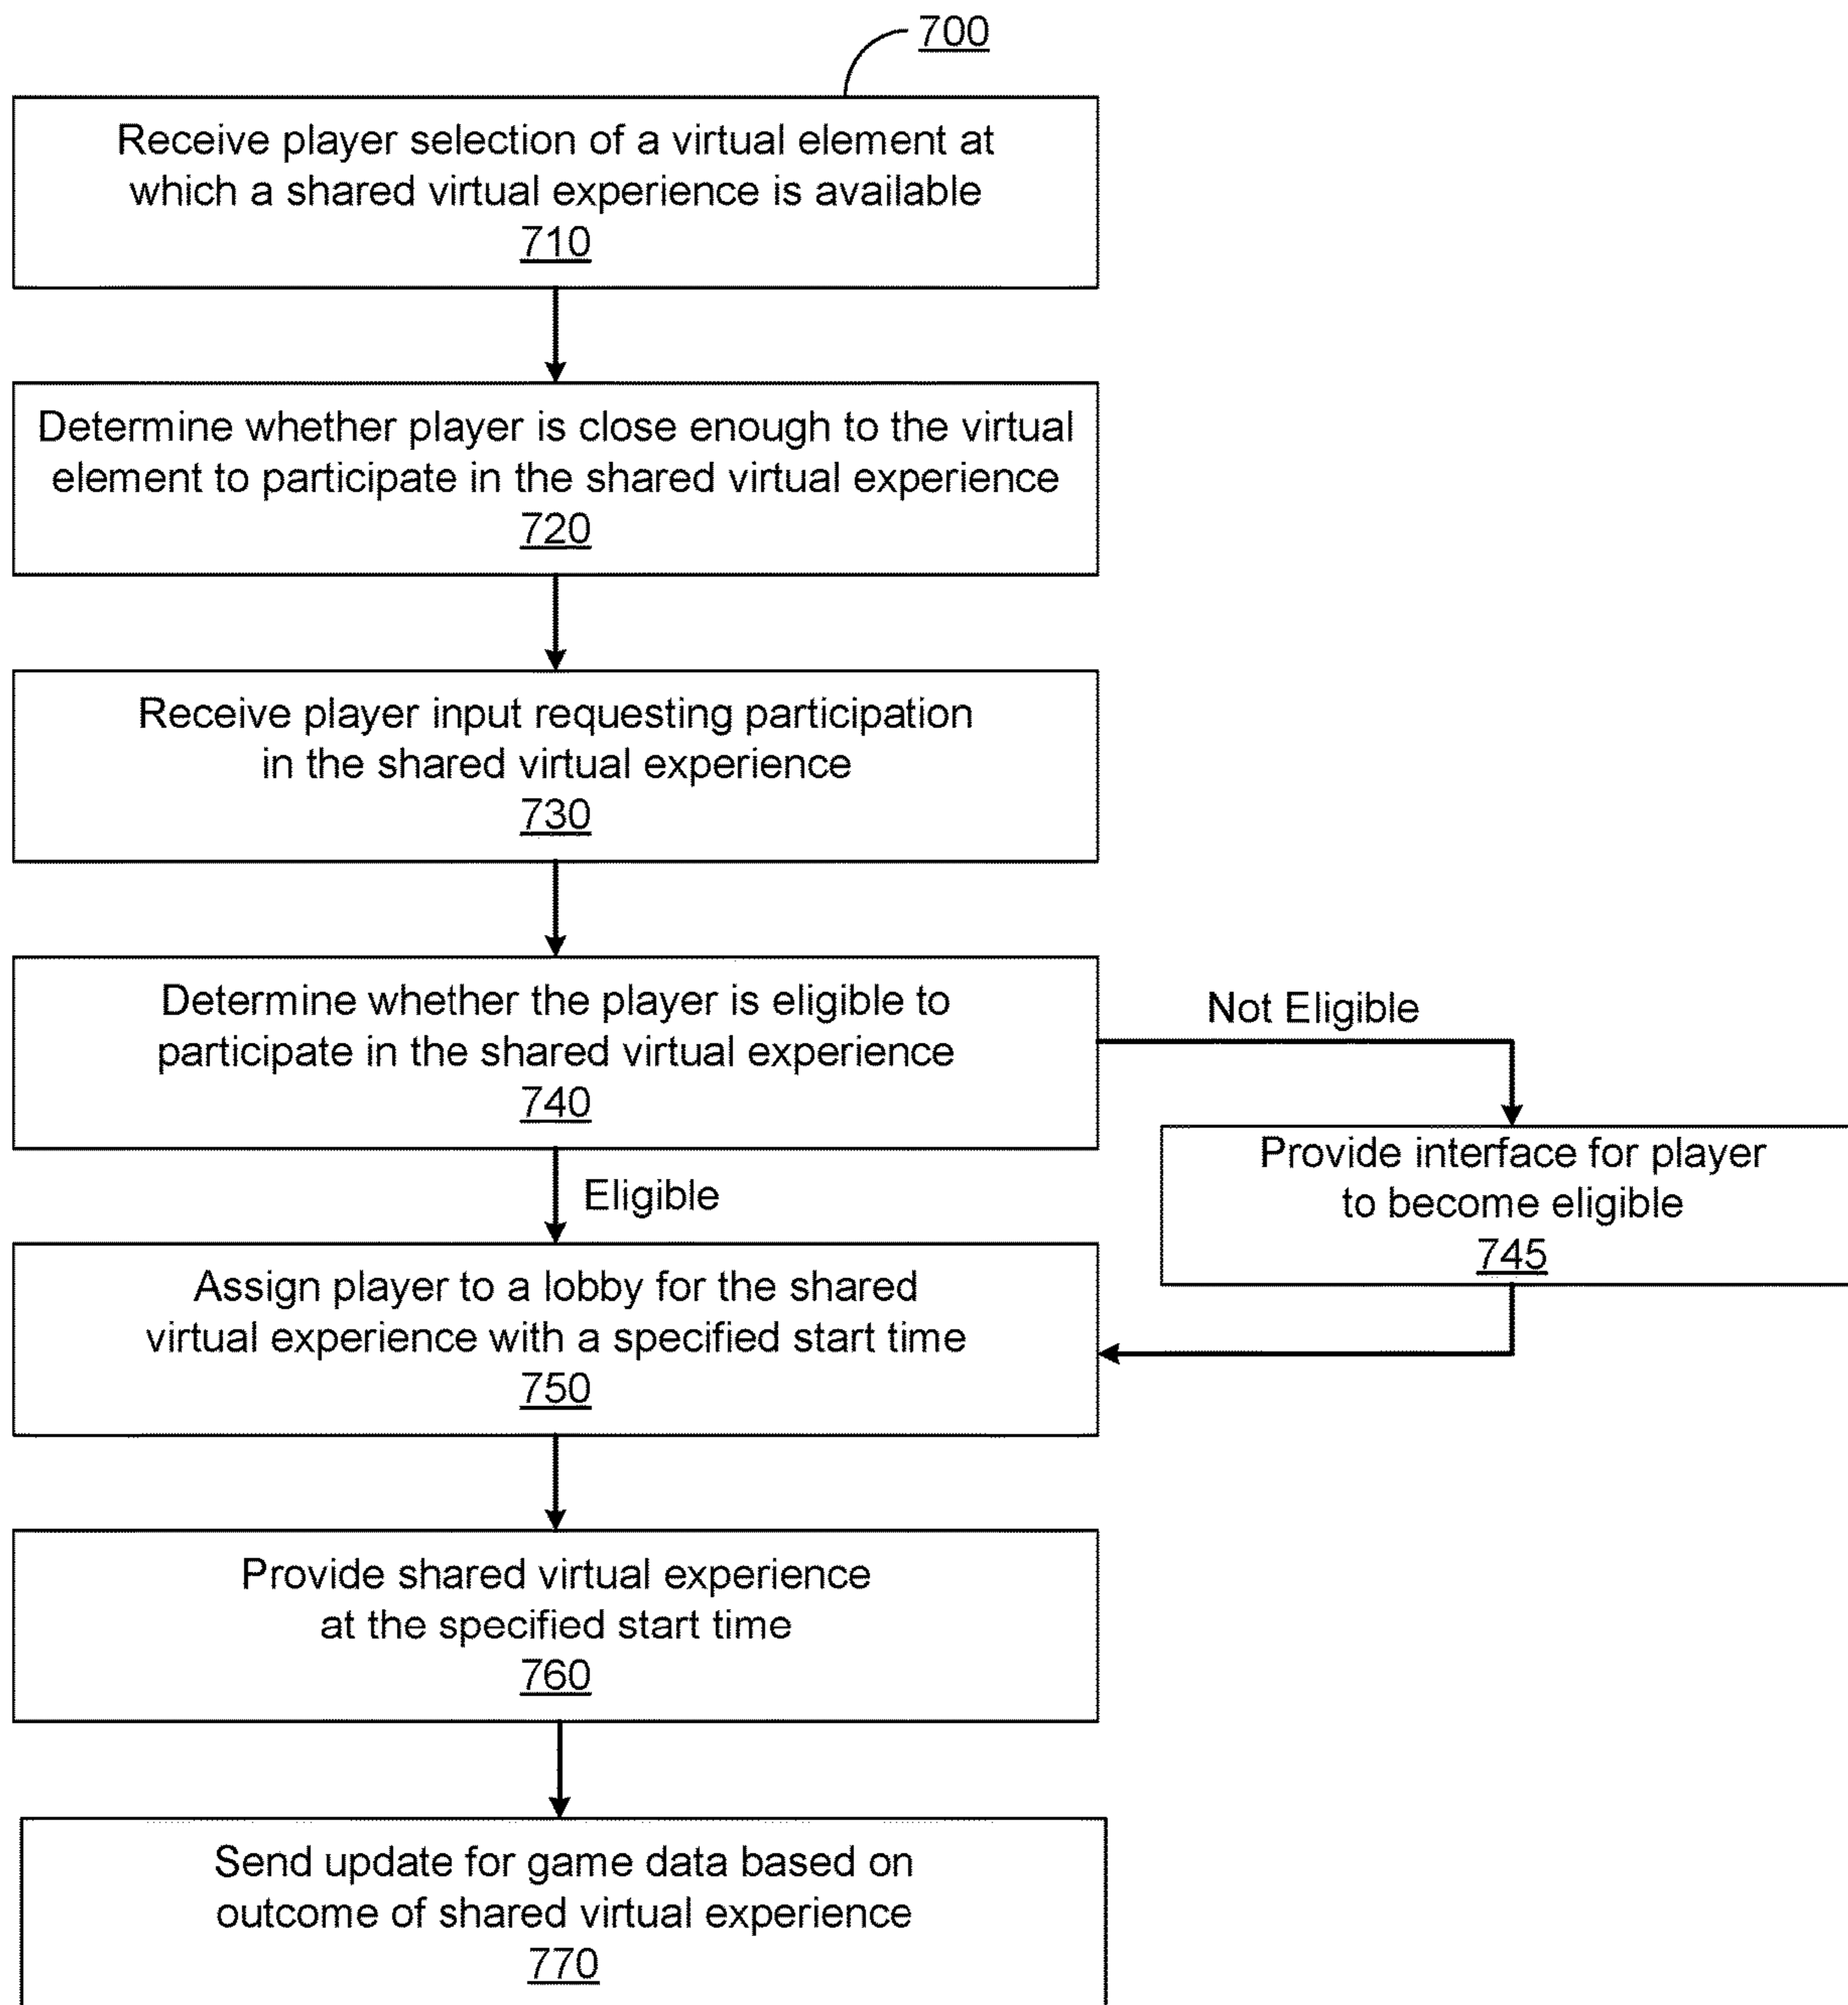 700
Receive player selection of a virtual element at
which a shared virtual experience is available
710
Determine whether player is close enough to the virtual
element to participate in the shared virtual experience
720
Receive player input requesting participation
in the shared virtual experience
730
Determine whether the player is eligible to
participate in the shared virtual experience
740
Not Eligible
Provide interface for player
to become eligible
745
Eligible
Assign player to a lobby for the shared
virtual experience with a specified start time
750
Provide shared virtual experience
at the specified start time
760
Send update for game data based on
outcome of shared virtual experience
770